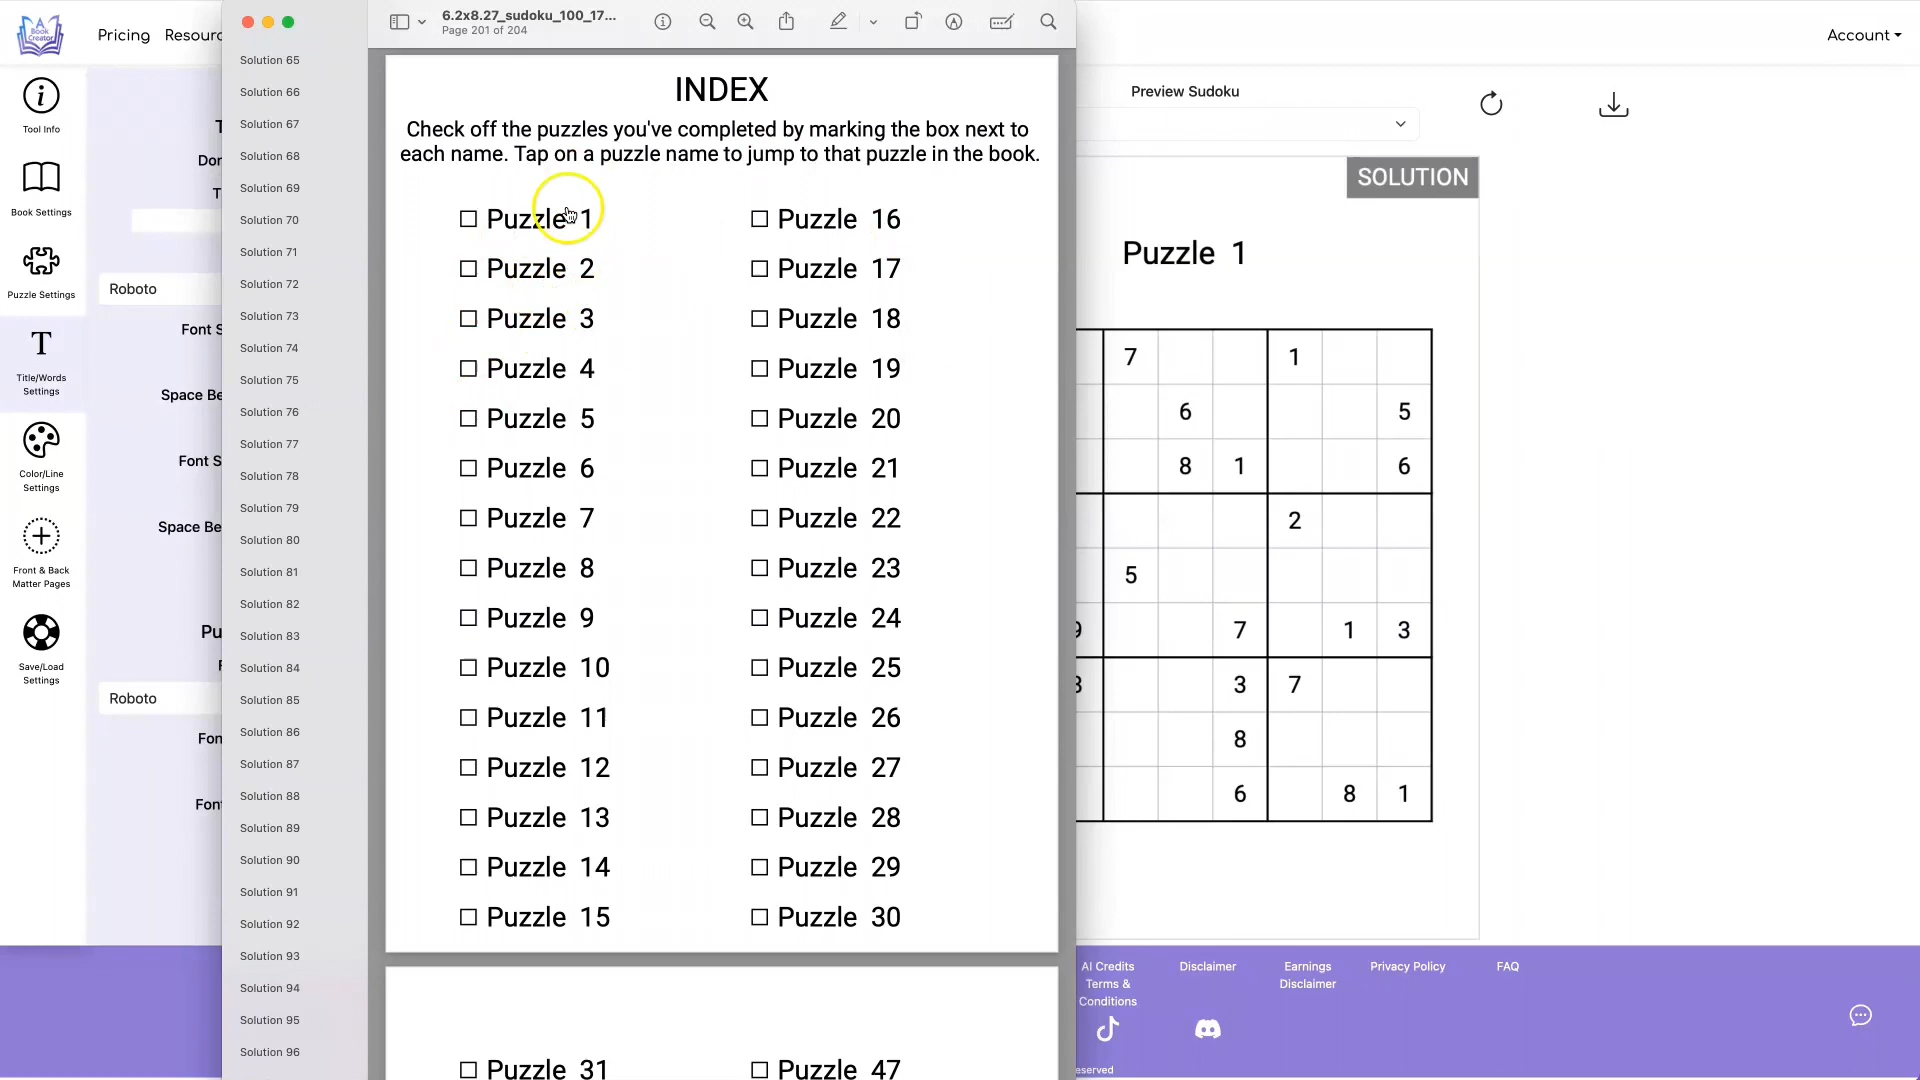 A
Book
Creator
Pricing
Account
Tool Info
Book Settings
Puzzle Settings
Title/Words
Settings
Color/Line
Settings
Front & Back
Matter Pages
Save/Load
Settings
Roboto
Roboto
Solution 65
Solution 66
Solution 67
Solution 68
Solution 69
Solution 70
Solution 71
Solution 72
Solution 73
Solution 74
Solution 75
Solution 76
Solution 77
Solution 78
Solution 79
Solution 80
Solution 81
Solution 82
Solution 83
Solution 84
Solution 85
Solution 86
Solution 87
Solution 88
Solution 89
Solution 90
Solution 91
Solution 92
Solution 93
Solution 94
Solution 95
Solution 96
6.2x8.27_sudoku_100_17...
Page 201 of 204
INDEX
Check off the puzzles you've completed by marking the box next to
each name. Tap on a puzzle name to jump to that puzzle in the book.
Puzzle 1
Puzzle 2
Puzzle 3
Puzzle 4
Puzzle 5
Puzzle 6
Puzzle 7
Puzzle 8
Puzzle 9
Puzzle 10
Puzzle 11
Puzzle 12
Puzzle 13
Puzzle 14
Puzzle 15
Puzzle 16
Puzzle 17
Puzzle 18
Puzzle 19
Puzzle 20
Puzzle 21
Puzzle 22
Puzzle 23
Puzzle 24
Puzzle 25
Puzzle 26
Puzzle 27
Puzzle 28
Puzzle 29
Puzzle 30
Puzzle 31
Puzzle 47
Preview Sudoku
SOLUTION
Puzzle 1
7 1
6 5
8 1 6
2
5
9 7 1 3
3 3 7
8
6 8 1
AI Credits
Terms &
Conditions
Disclaimer
Earnings
Disclaimer
Privacy Policy
FAQ